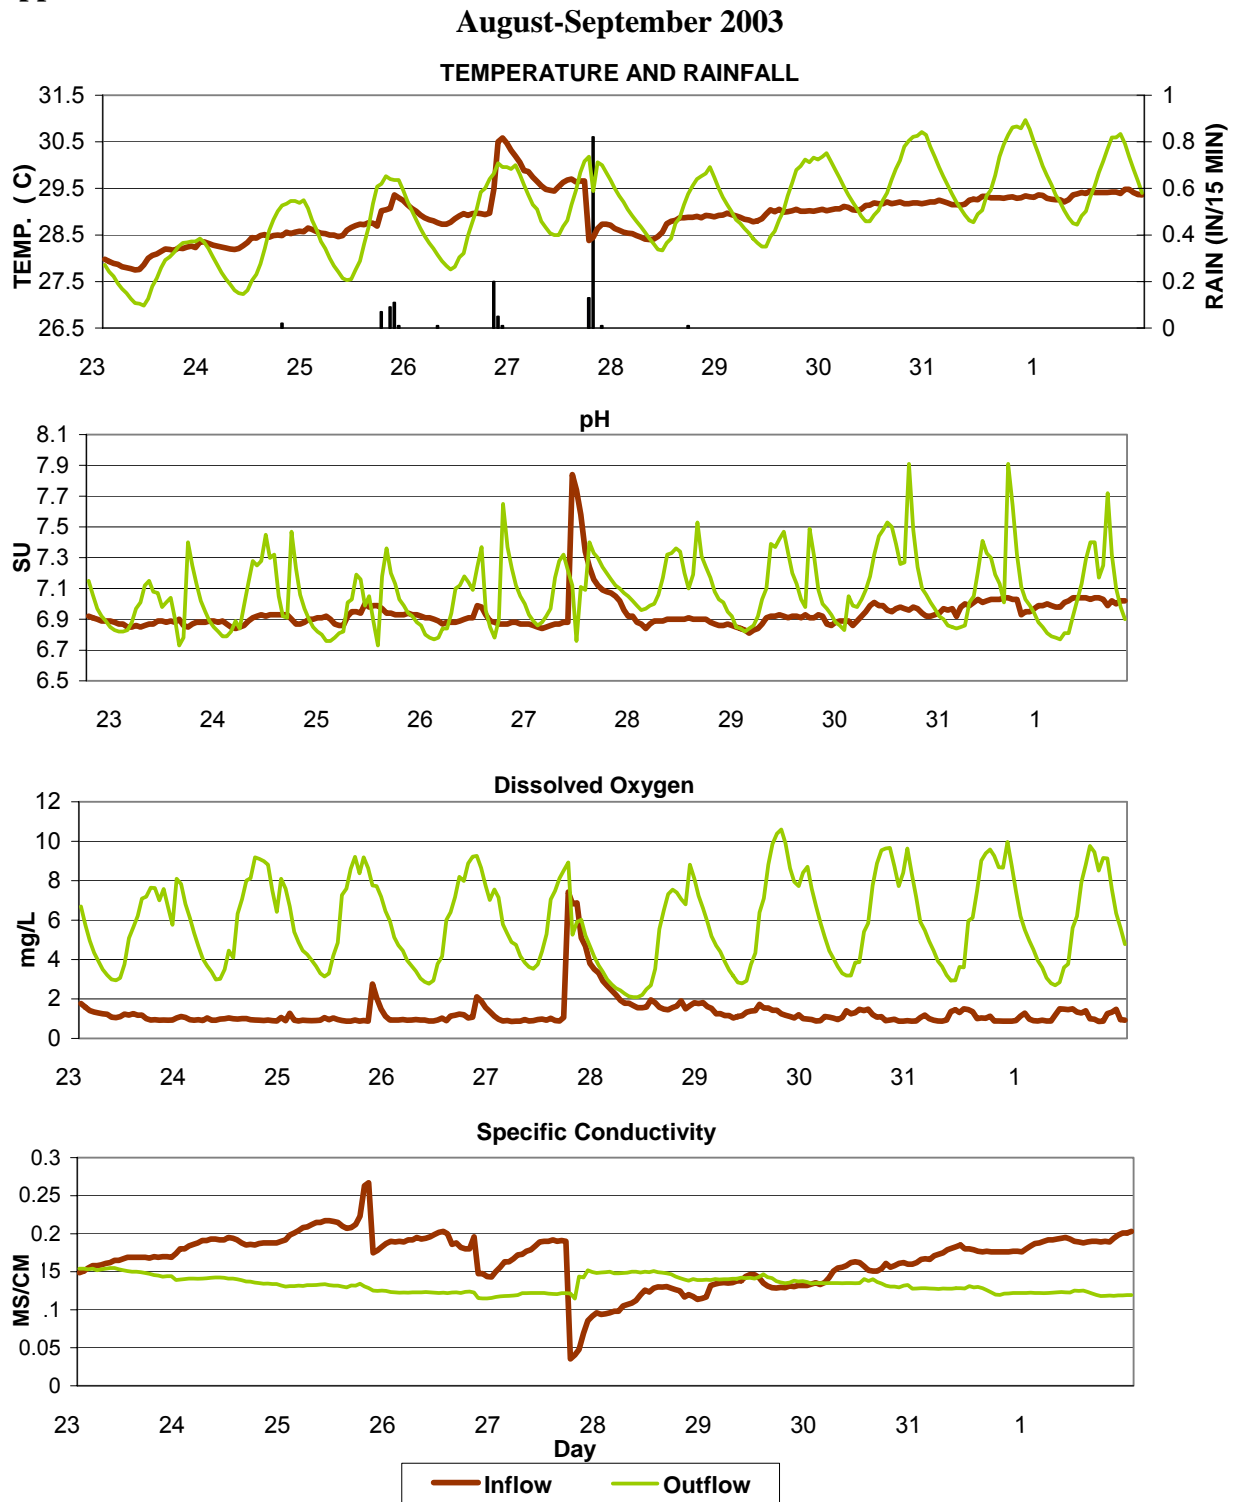 August-September 2003
TEMPERATURE AND RAINFALL
31.5
30.5
29.5
28.5
27.5
26.5
TEMP. ( C)
1
0.8
0.6
0.4
0.2
0
RAIN (IN/15 MIN)
23 24 25 26 27 28 29 30 31 1
pH
8.1
7.9
7.7
7.5
7.3
7.1
6.9
6.7
6.5
SU
23 24 25 26 27 28 29 30 31 1
Dissolved Oxygen
12
10
8
6
4
2
0
mg/L
23 24 25 26 27 28 29 30 31 1
Specific Conductivity
0.3
0.25
0.2
.15
.1
0.05
0
MS/CM
23 24 25 26 27 28 29 30 31 1
Day
Inflow Outflow